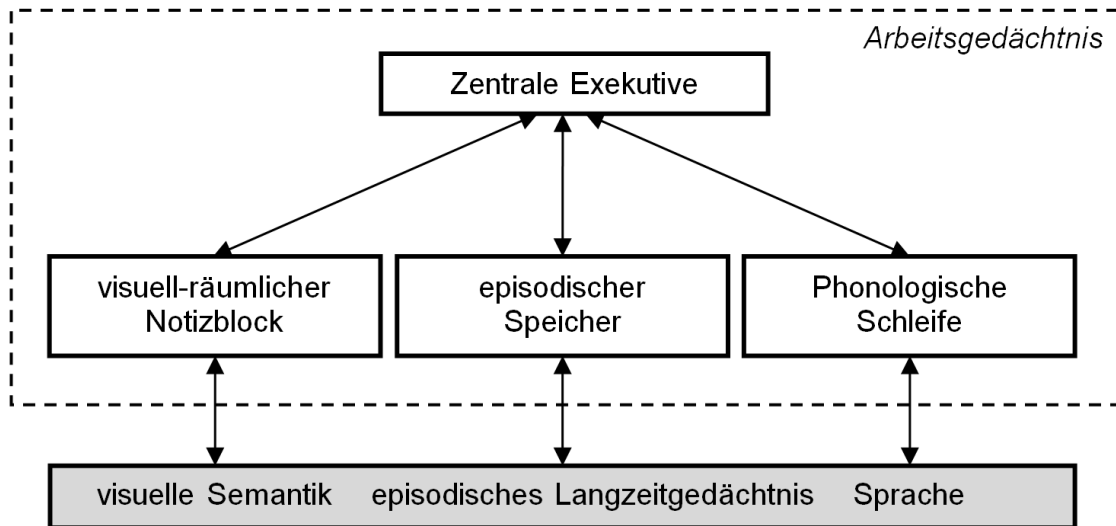 Arbeitsgedächtnis
Zentrale Exekutive
visuell-räumlicher
Notizblock
episodischer
Speicher
Phonologische
Schleife
visuelle Semantik episodisches Langzeitgedächtnis Sprache